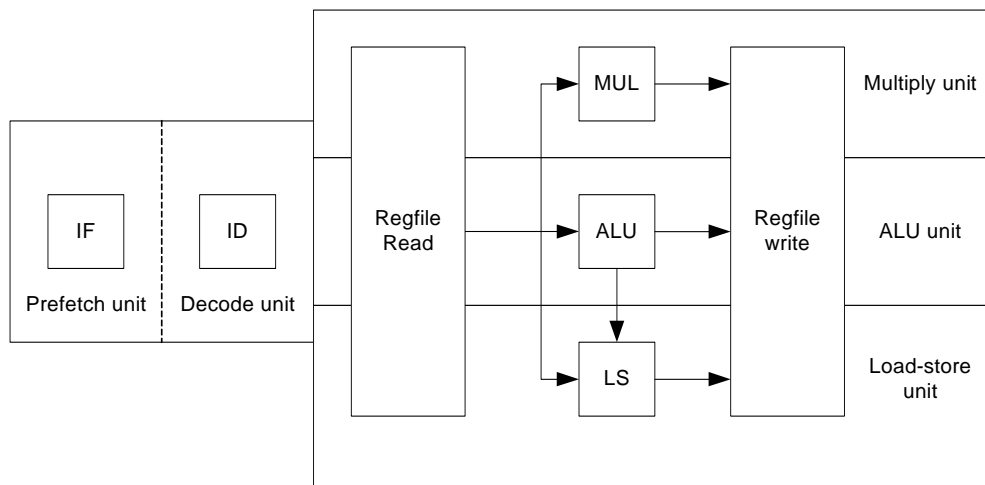 MUL
Multiply unit
IF
ID
Regfile
Read
ALU
Regfile
write
ALU unit
Prefetch unit
Decode unit
LS
Load-store
unit